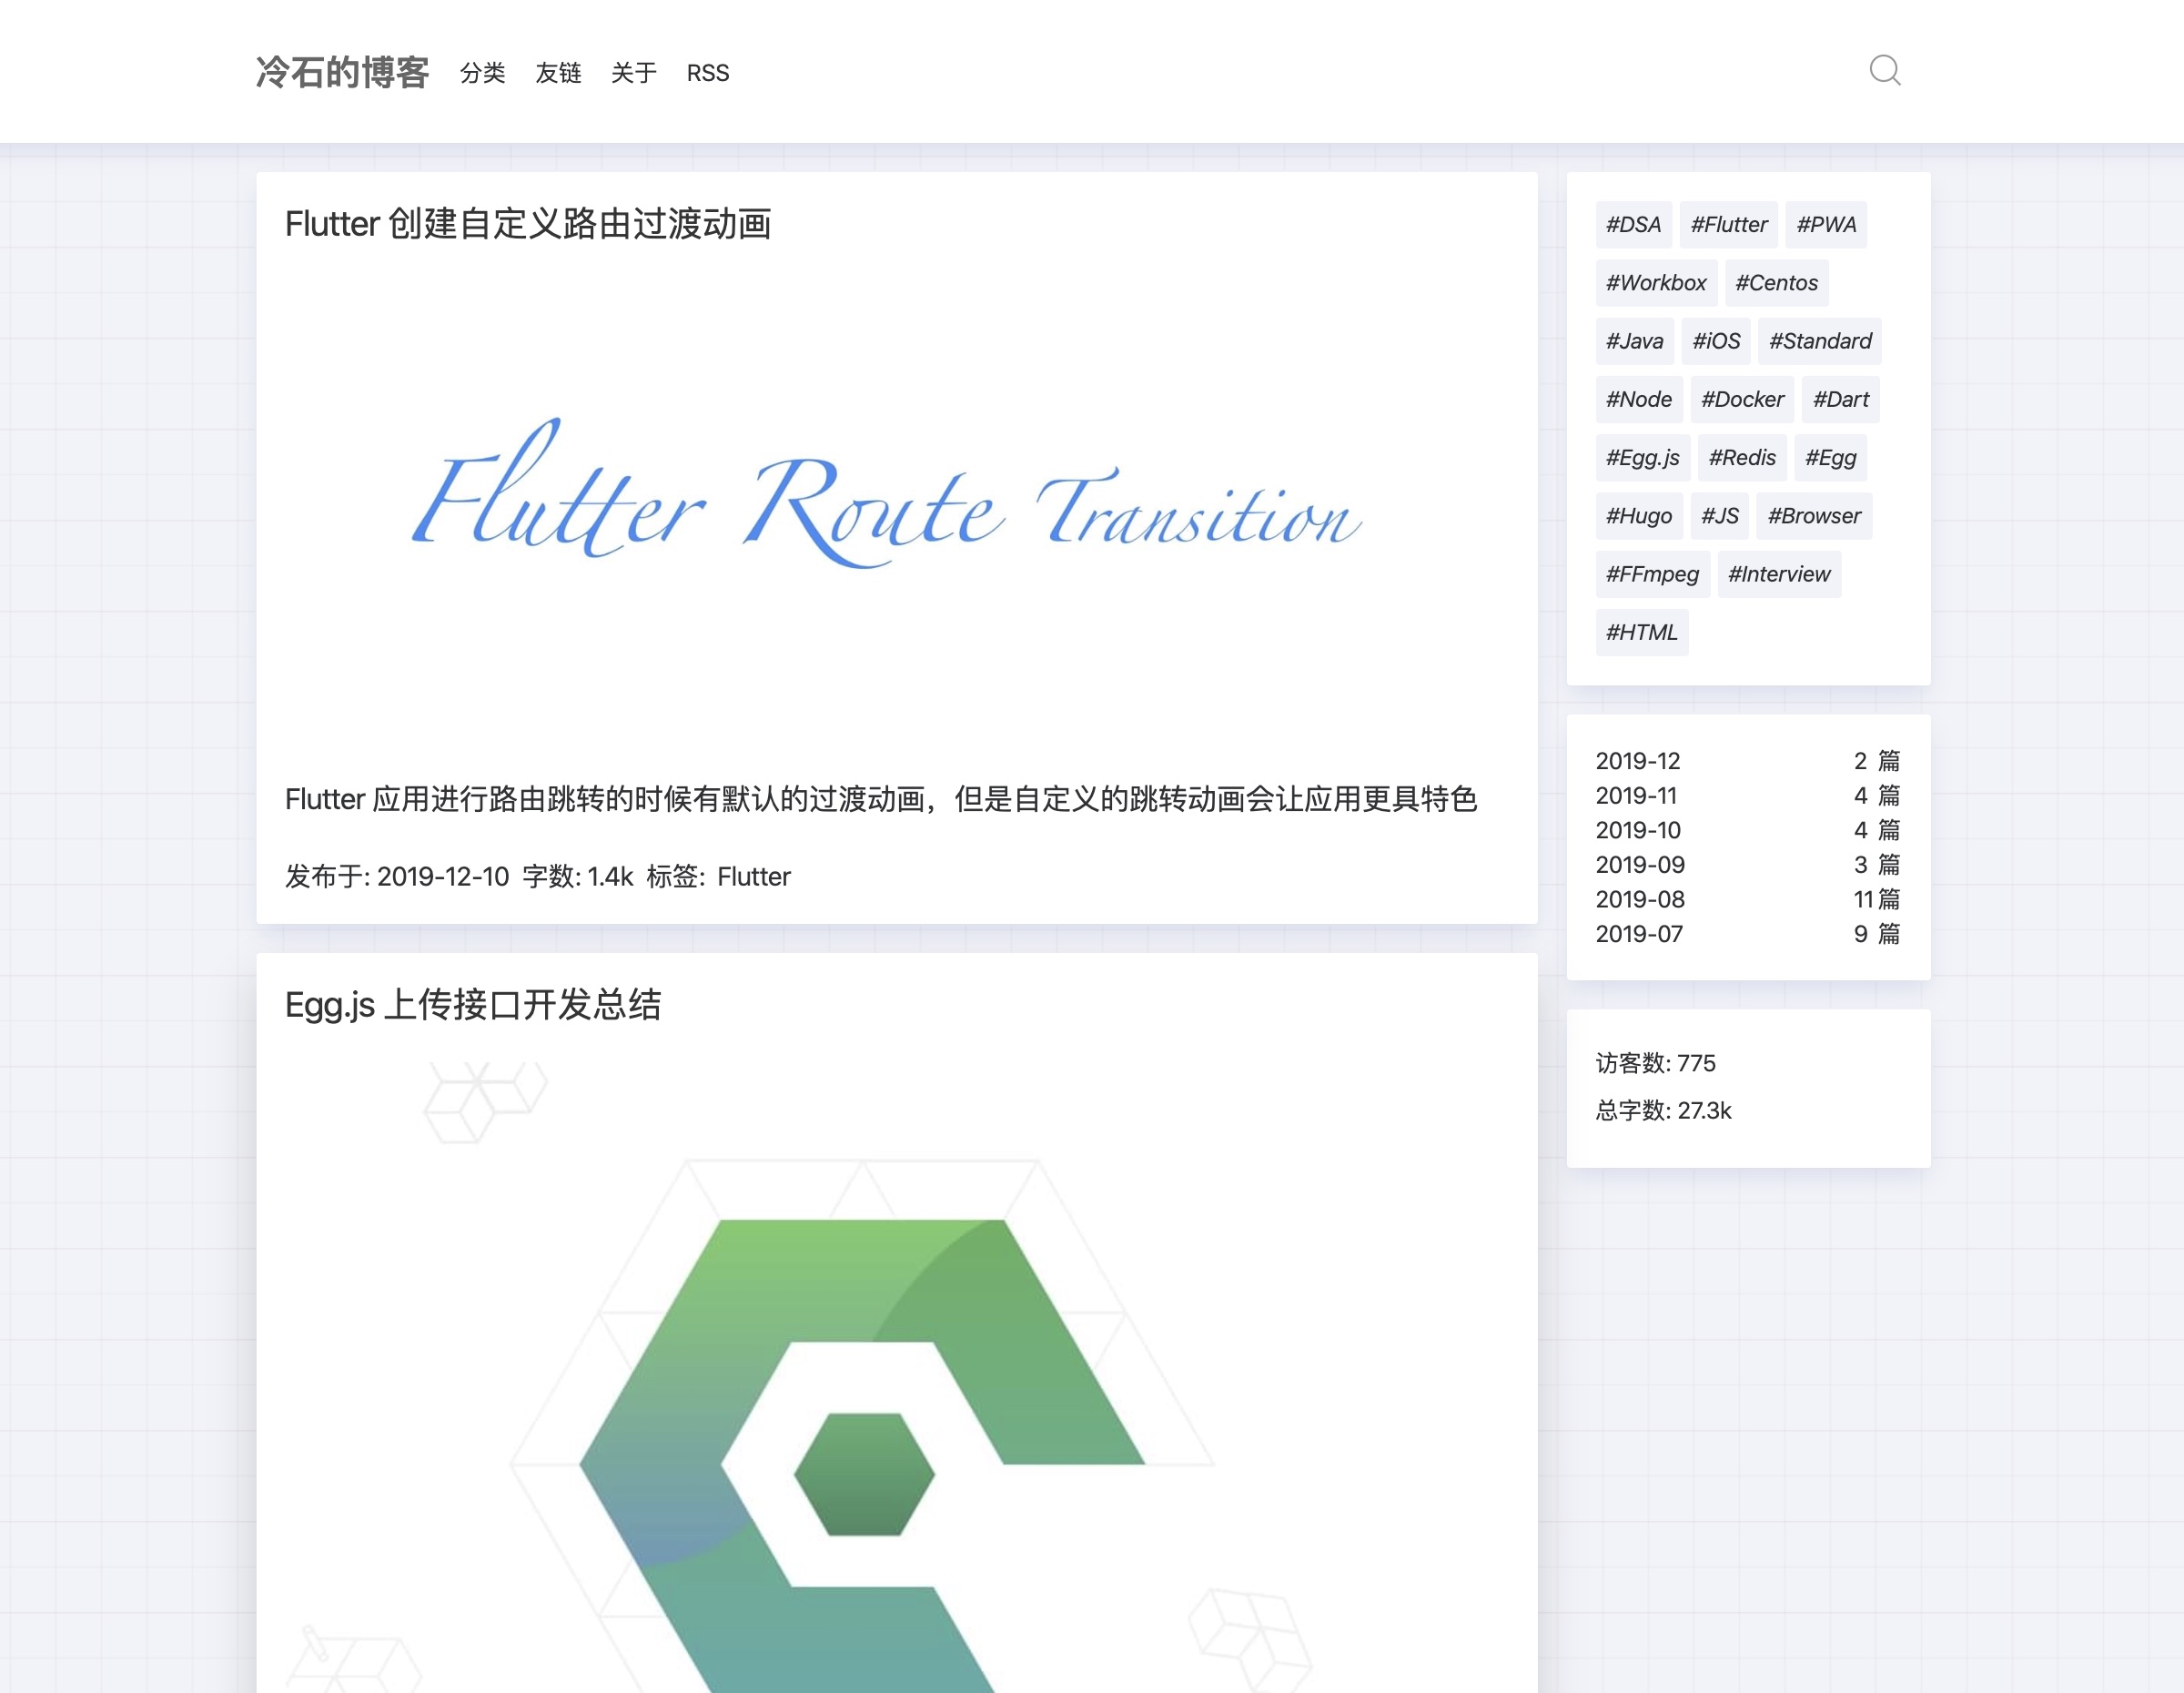 冷石的博客 分类 友链 关于 RSS
Flutter 创建自定义路由过渡动画
Flutter Route Transition
Flutter 应用进行路由跳转的时候有默认的过渡动画，但是自定义的跳转动画会让应用更具特色
发布于: 2019-12-10 字数: 1.4k 标签: Flutter
Egg.js 上传接口开发总结
#DSA #Flutter #PWA
#Workbox #Centos
#Java #iOS #Standard
#Node #Docker #Dart
#Egg.js #Redis #Egg
#Hugo #JS #Browser
#FFmpeg #Interview
#HTML
2019-12 2 篇
2019-11 4 篇
2019-10 4 篇
2019-09 3 篇
2019-08 11 篇
2019-07 9 篇
访客数: 775
总字数: 27.3k